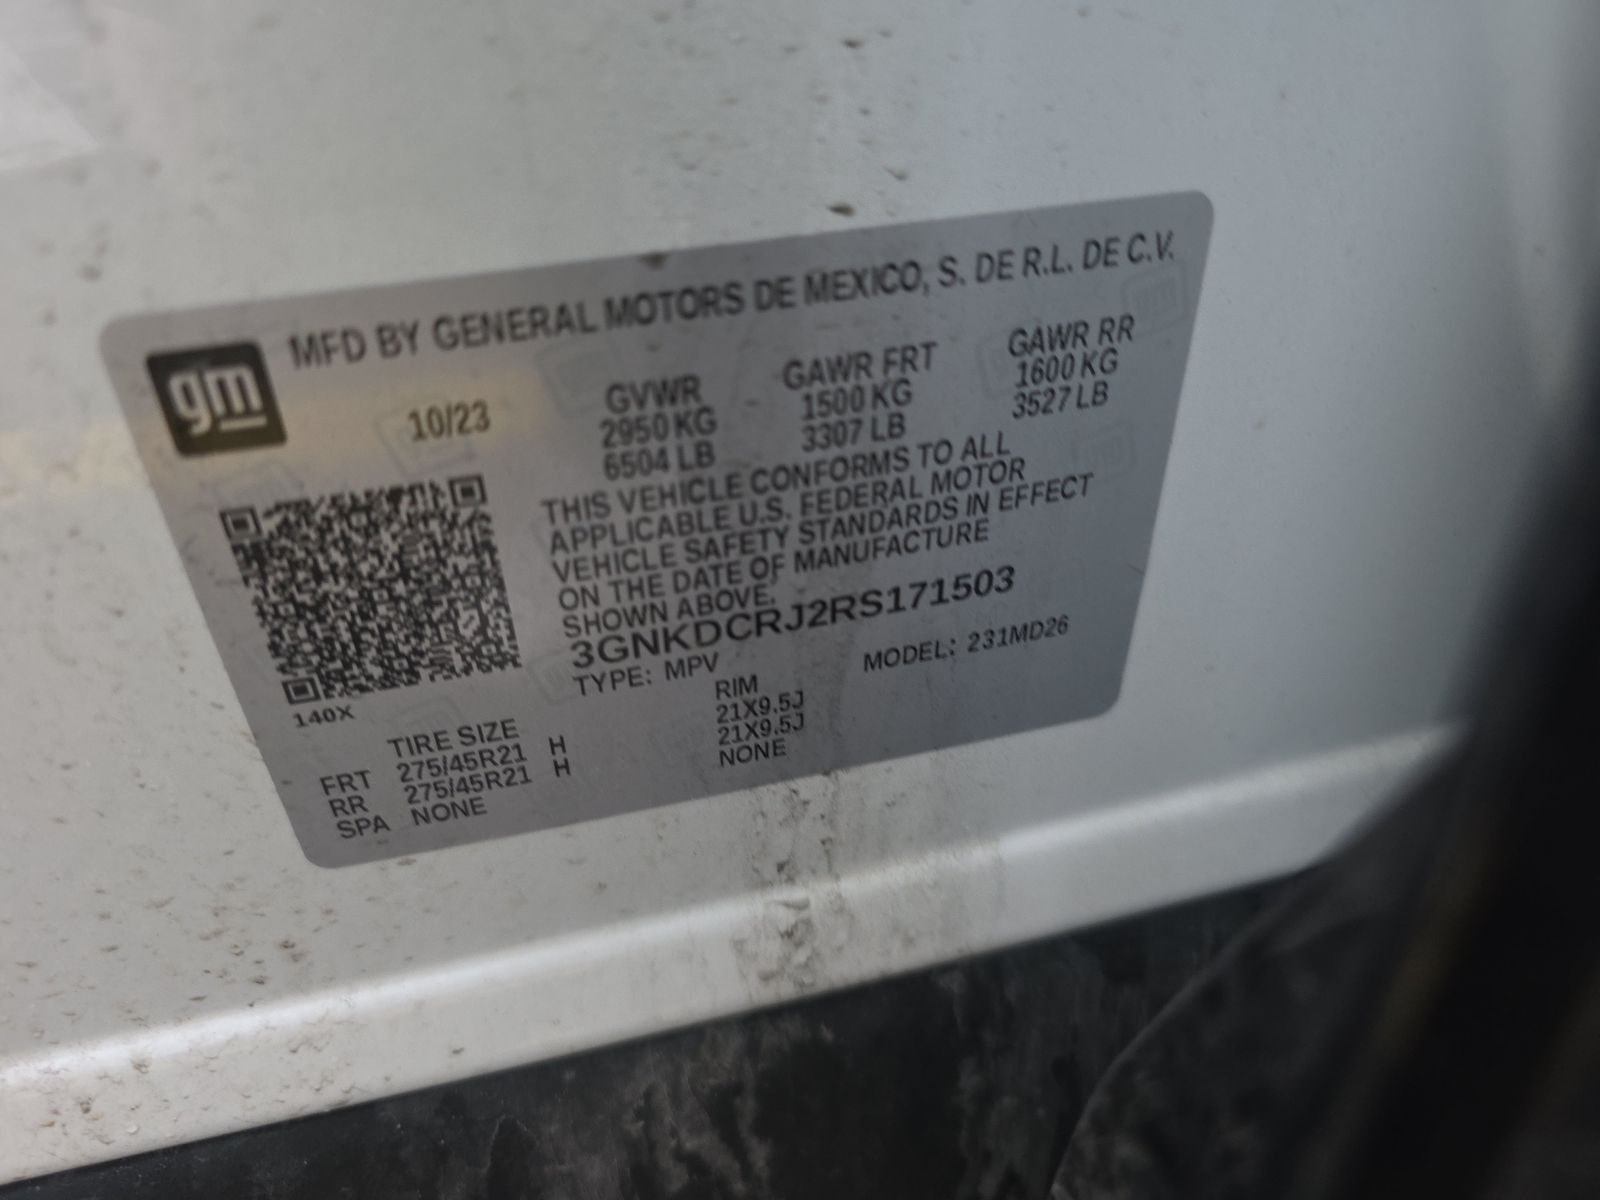 MFD BY GENERAL MOTORS DE MEXICO, S. DE R.L. DE C.V.
gm
10/23
GVWR GAWR FRT GAWR RR
2950 KG 1500 KG 1600 KG
6504 LB 3307 LB 3527 LB
THIS VEHICLE CONFORMS TO ALL
APPLICABLE U.S. FEDERAL MOTOR
VEHICLE SAFETY STANDARDS IN EFFECT
ON THE DATE OF MANUFACTURE
SHOWN ABOVE.
3GNKDCRJ2RS171503
TYPE: MPV MODEL: 231MD26
140X
TIRE SIZE RIM
FRT 275/45R21 H 21X9.5J
RR 275/45R21 H 21X9.5J
SPA NONE NONE